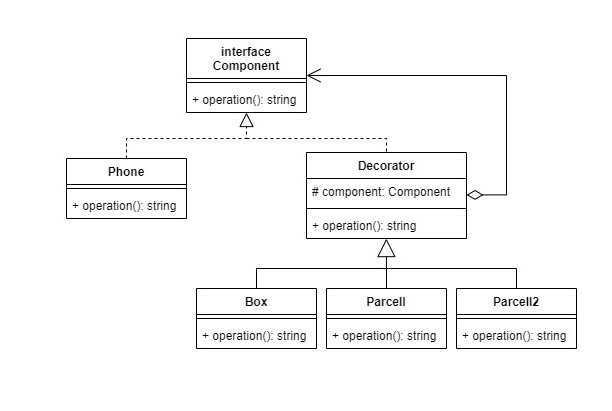 interface
Component
+ operation(): string
Phone
+ operation(): string
Decorator
# component: Component
+ operation(): string
Box
+ operation(): string
Parcell
+ operation(): string
Parcell2
+ operation(): string